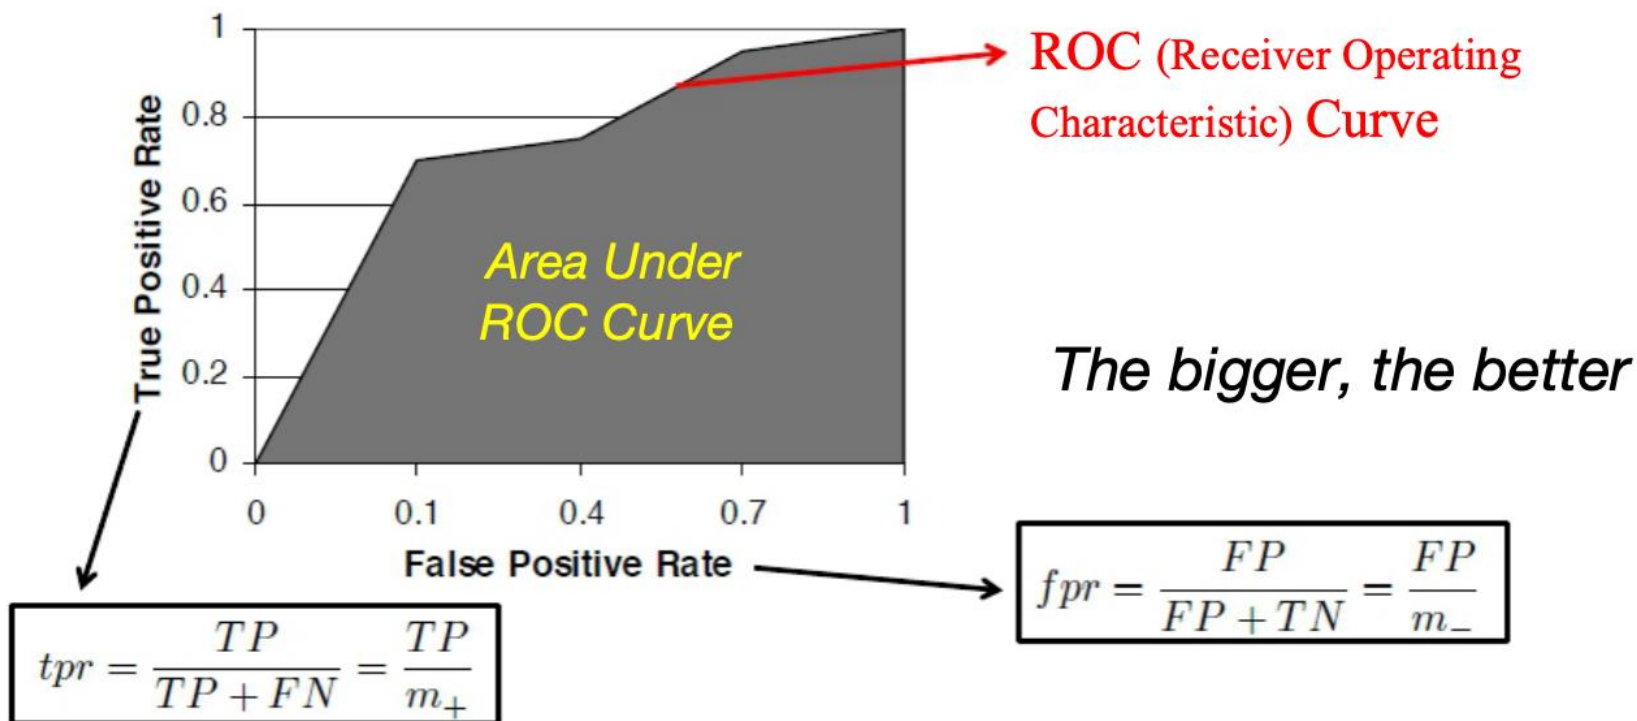 1
0.8
0.6
0.4
0.2
0
True Positive Rate
0 0.1 0.4 0.7 1
False Positive Rate
Area Under
ROC Curve
ROC (Receiver Operating
Characteristic) Curve
The bigger, the better
tpr = TP / (TP + FN) = TP / m₊
fpr = FP / (FP + TN) = FP / m₋